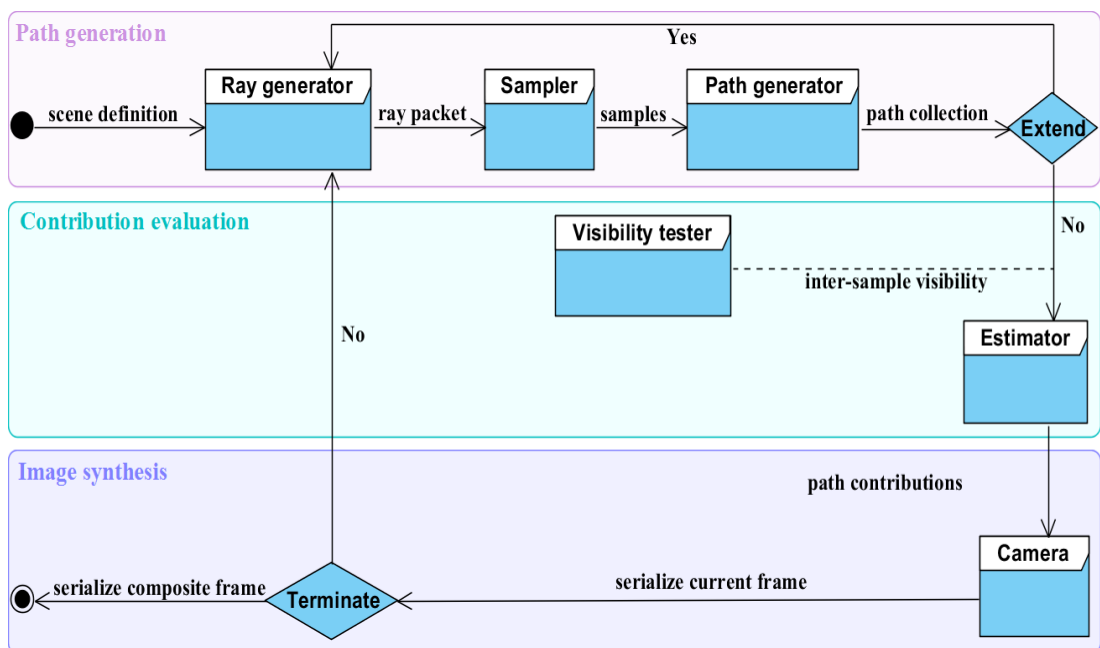 Path generation
Yes
Ray generator
Sampler
Path generator
scene definition
ray packet
samples
path collection
Extend
Contribution evaluation
No
Visibility tester
inter-sample visibility
Estimator
No
Image synthesis
path contributions
Camera
serialize composite frame
Terminate
serialize current frame